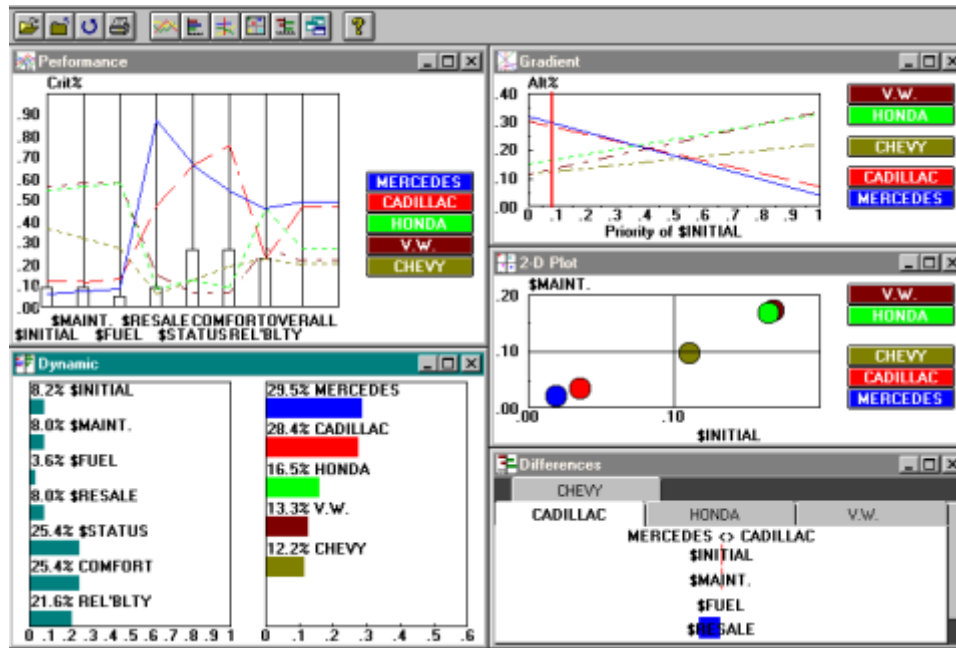 Performance
Crit%
.90
.80
.70
.60
.50
.40
.30
.20
.10
.00
$MAINT. $RESALE COMFORT OVERALL
$INITIAL $FUEL $STATUS REL'BLTY
MERCEDES
CADILLAC
HONDA
V.W.
CHEVY
Gradient
Alt%
.40
.30
.20
.10
.00
0 .1 .2 .3 .4 .5 .6 .7 .8 .9 1
Priority of $INITIAL
V.W.
HONDA
CHEVY
CADILLAC
MERCEDES
2-D Plot
$MAINT.
.20
.10
.00
.00 .10
$INITIAL
V.W.
HONDA
CHEVY
CADILLAC
MERCEDES
Dynamic
8.2% $INITIAL
8.0% $MAINT.
3.6% $FUEL
8.0% $RESALE
25.4% $STATUS
25.4% COMFORT
21.6% REL'BLTY
0 .1 .2 .3 .4 .5 .6 .7 .8 .9 1
29.5% MERCEDES
28.4% CADILLAC
16.5% HONDA
13.3% V.W.
12.2% CHEVY
0 .1 .2 .3 .4 .5 .6
Differences
CHEVY
CADILLAC HONDA V.W.
MERCEDES <> CADILLAC
$INITIAL
$MAINT.
$FUEL
$RESALE